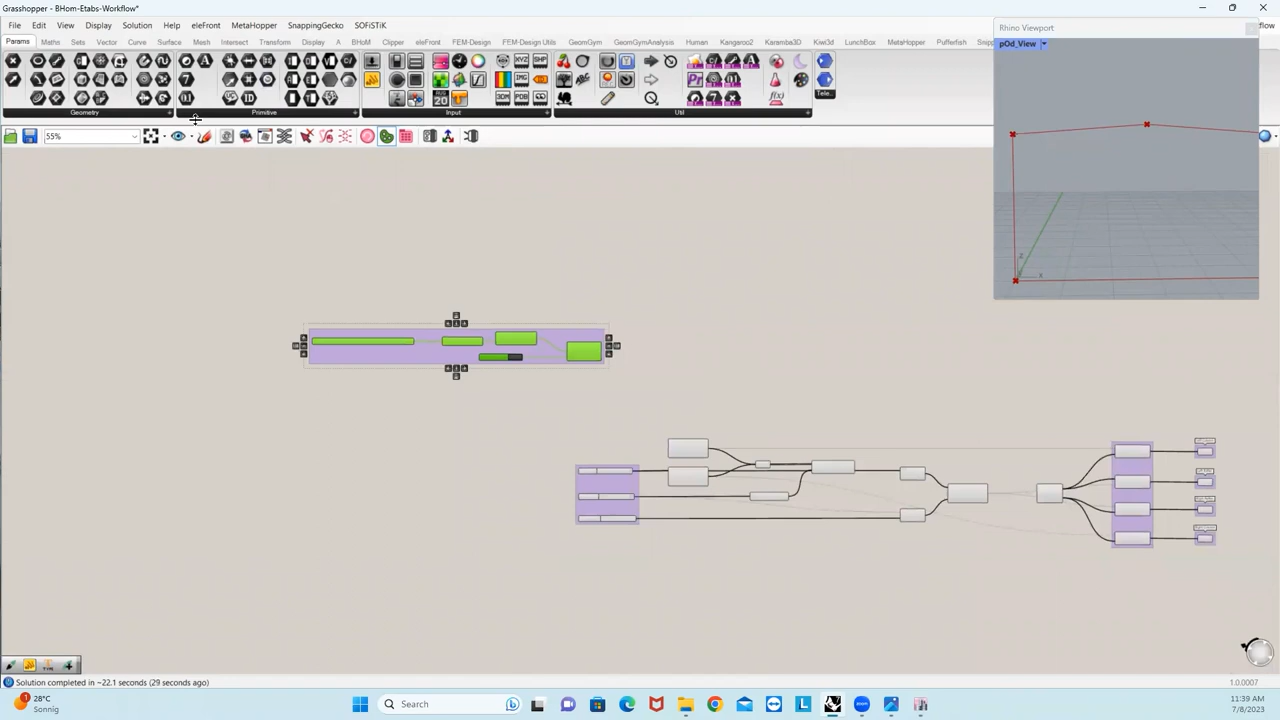 Grasshopper - BHom-Etabs-Workflow*
File Edit View Display Solution Help eleFront MetaHopper SnappingGecko SOFiSTiK
Params Maths Sets Vector Curve Surface Mesh Intersect Transform Display A BHoM Clipper eleFront FEM-Design FEM-Design Utils GeomGym GeomGymAnalysis Human Kangaroo2 Karamba3D Kiwi3d LunchBox MetaHopper Pufferfish
Geometry Primitive Input Util Tele...
55%
Rhino Viewport
pOd_View
z
x
Solution completed in ~22.1 seconds (29 seconds ago)
1.0.0007
28°C
Sonnig
Search
11:39 AM
7/8/2023